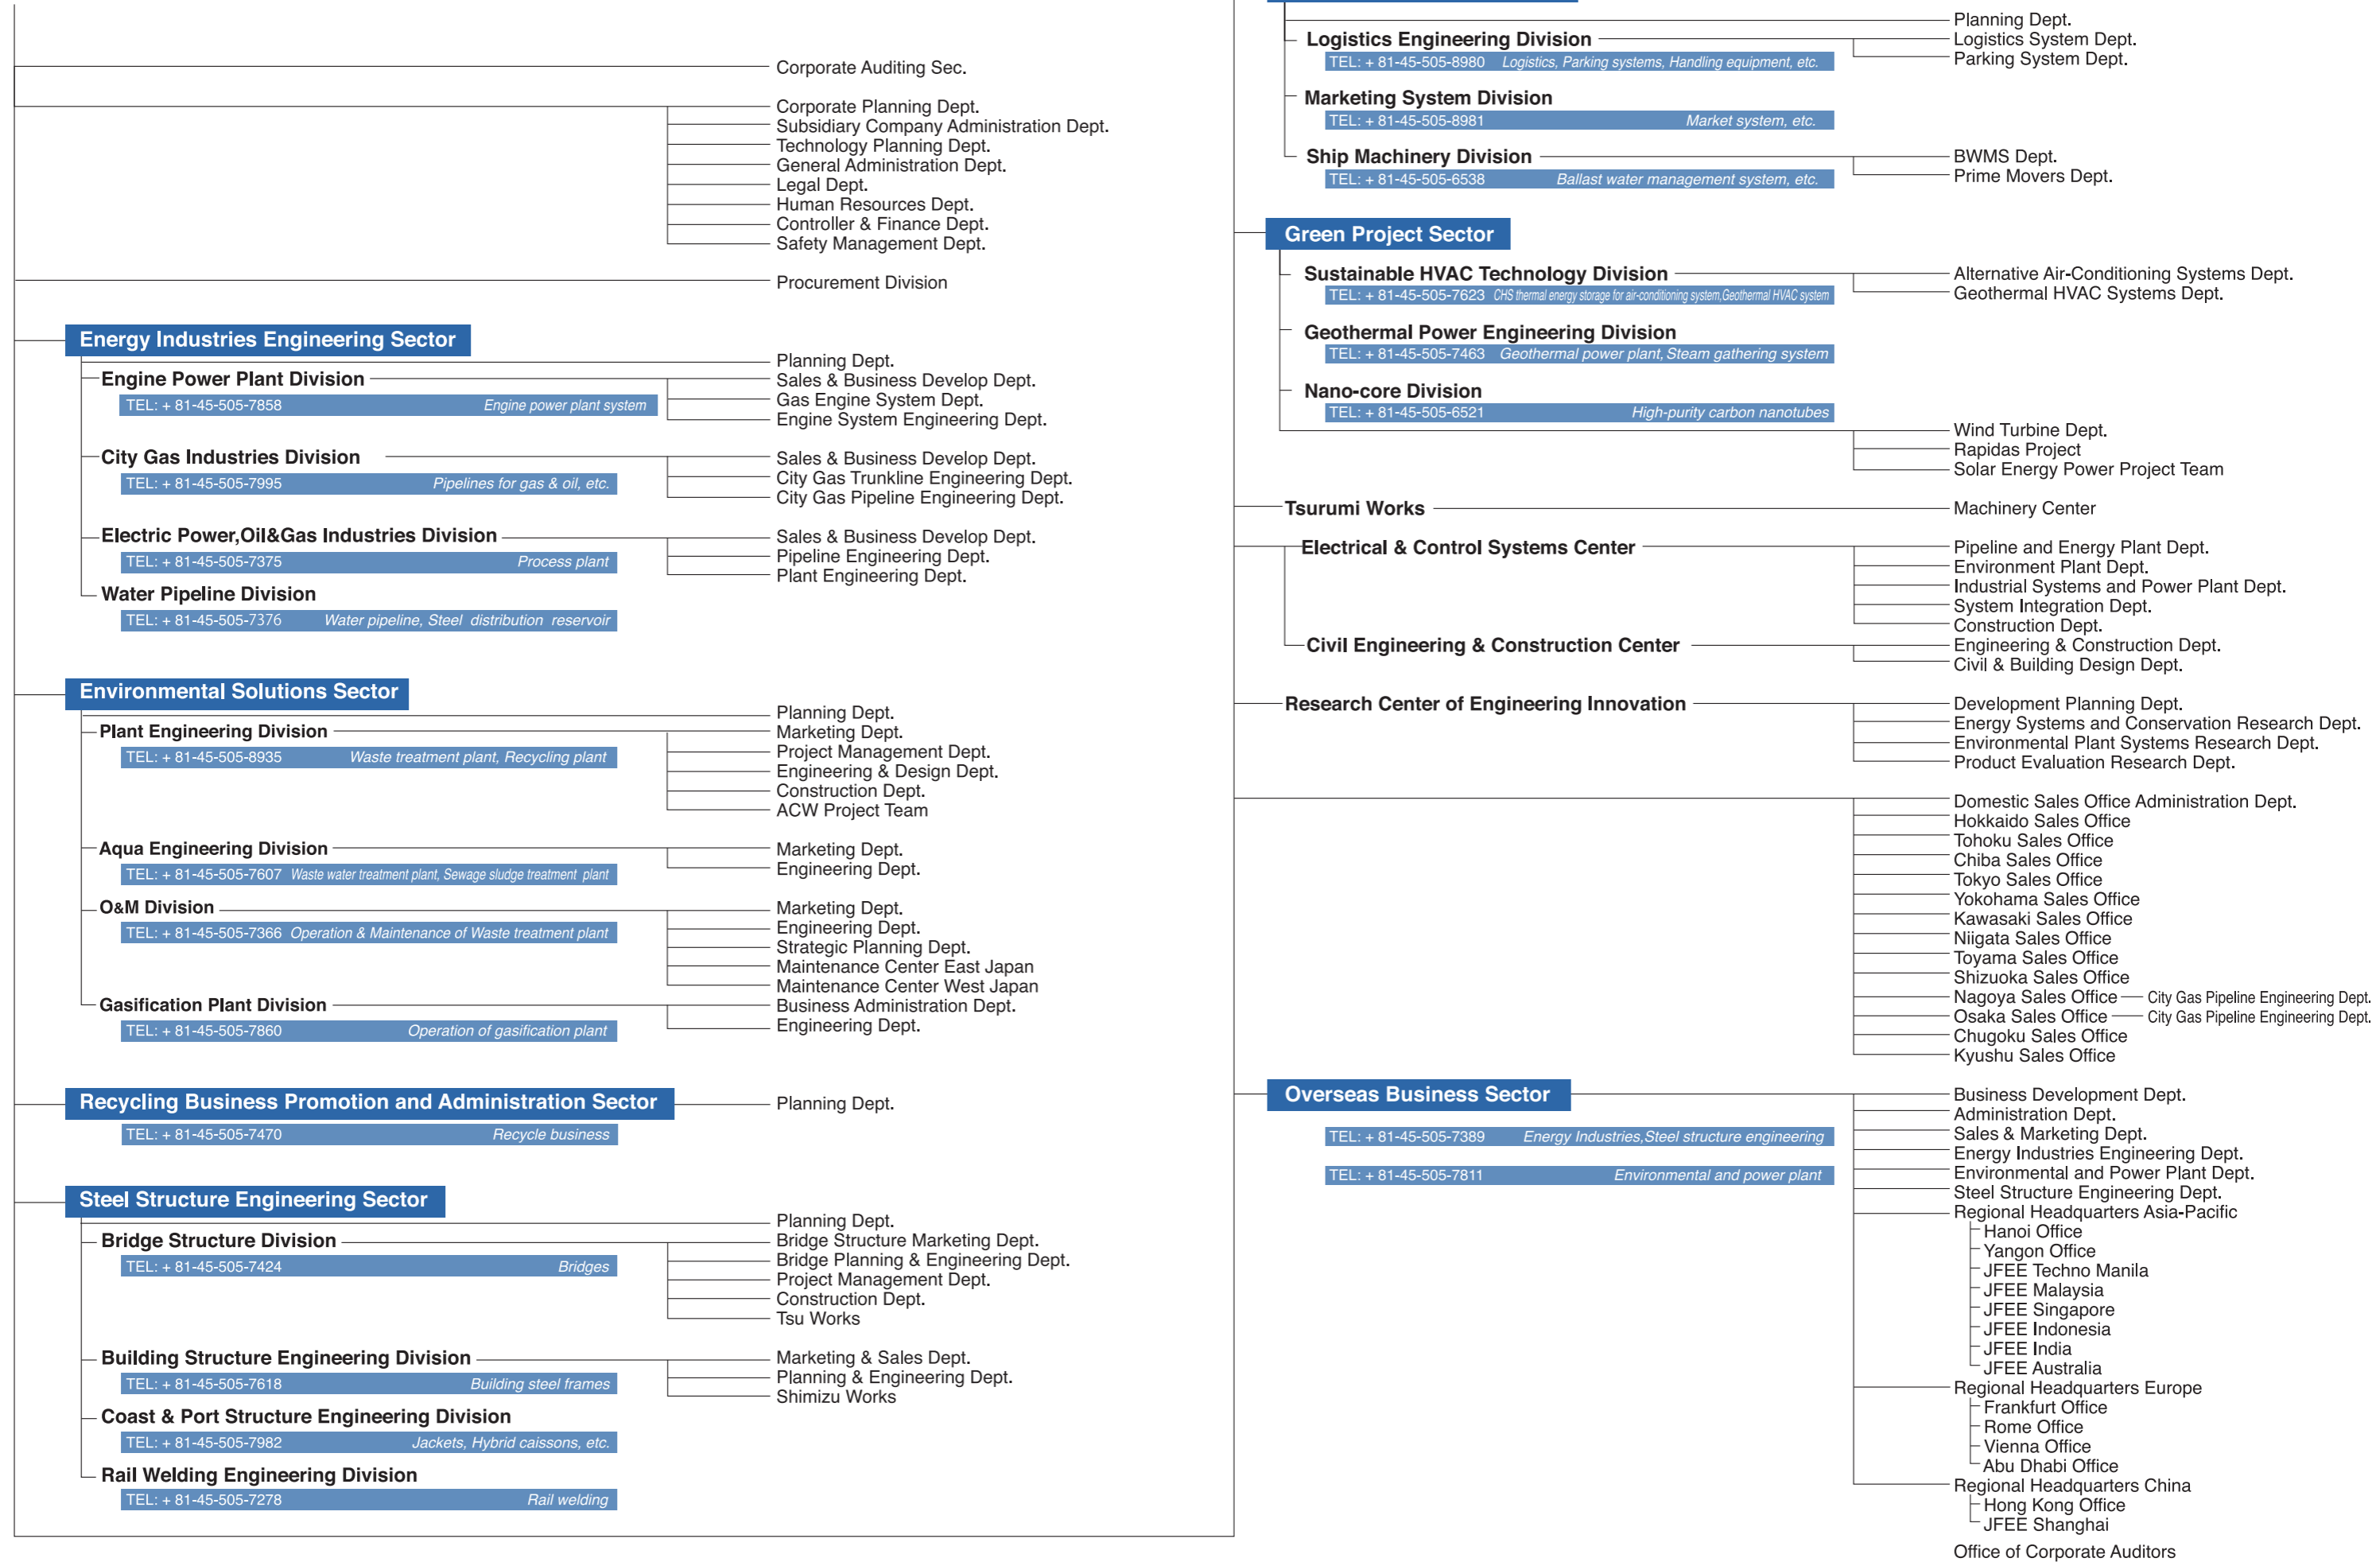 Corporate Auditing Sec.
Corporate Planning Dept.
Subsidiary Company Administration Dept.
Technology Planning Dept.
General Administration Dept.
Legal Dept.
Human Resources Dept.
Controller & Finance Dept.
Safety Management Dept.
Procurement Division
Energy Industries Engineering Sector
Planning Dept.
Engine Power Plant Division
Sales & Business Develop Dept.
TEL: + 81-45-505-7858 Engine power plant system
Gas Engine System Dept.
Engine System Engineering Dept.
City Gas Industries Division
Sales & Business Develop Dept.
TEL: + 81-45-505-7995 Pipelines for gas & oil, etc.
City Gas Trunkline Engineering Dept.
City Gas Pipeline Engineering Dept.
Electric Power,Oil&Gas Industries Division
Sales & Business Develop Dept.
TEL: + 81-45-505-7375 Process plant
Pipeline Engineering Dept.
Plant Engineering Dept.
Water Pipeline Division
TEL: + 81-45-505-7376 Water pipeline, Steel distribution reservoir
Environmental Solutions Sector
Planning Dept.
Plant Engineering Division
Marketing Dept.
TEL: + 81-45-505-8935 Waste treatment plant, Recycling plant
Project Management Dept.
Engineering & Design Dept.
Construction Dept.
ACW Project Team
Aqua Engineering Division
Marketing Dept.
TEL: + 81-45-505-7607 Waste water treatment plant, Sewage sludge treatment plant
Engineering Dept.
O&M Division
Marketing Dept.
TEL: + 81-45-505-7366 Operation & Maintenance of Waste treatment plant
Engineering Dept.
Strategic Planning Dept.
Maintenance Center East Japan
Maintenance Center West Japan
Gasification Plant Division
Business Administration Dept.
TEL: + 81-45-505-7860 Operation of gasification plant
Engineering Dept.
Recycling Business Promotion and Administration Sector
Planning Dept.
TEL: + 81-45-505-7470 Recycle business
Steel Structure Engineering Sector
Planning Dept.
Bridge Structure Division
Bridge Structure Marketing Dept.
TEL: + 81-45-505-7424 Bridges
Bridge Planning & Engineering Dept.
Project Management Dept.
Construction Dept.
Tsu Works
Building Structure Engineering Division
Marketing & Sales Dept.
TEL: + 81-45-505-7618 Building steel frames
Planning & Engineering Dept.
Shimizu Works
Coast & Port Structure Engineering Division
TEL: + 81-45-505-7982 Jackets, Hybrid caissons, etc.
Rail Welding Engineering Division
TEL: + 81-45-505-7278 Rail welding
Planning Dept.
Logistics Engineering Division
Logistics System Dept.
TEL: + 81-45-505-8980 Logistics, Parking systems, Handling equipment, etc.
Parking System Dept.
Marketing System Division
TEL: + 81-45-505-8981 Market system, etc.
Ship Machinery Division
BWMS Dept.
TEL: + 81-45-505-6538 Ballast water management system, etc.
Prime Movers Dept.
Green Project Sector
Sustainable HVAC Technology Division
Alternative Air-Conditioning Systems Dept.
TEL: + 81-45-505-7623 CHS thermal energy storage for air-conditioning system,Geothermal HVAC system
Geothermal HVAC Systems Dept.
Geothermal Power Engineering Division
TEL: + 81-45-505-7463 Geothermal power plant, Steam gathering system
Nano-core Division
TEL: + 81-45-505-6521 High-purity carbon nanotubes
Wind Turbine Dept.
Rapidas Project
Solar Energy Power Project Team
Tsurumi Works
Machinery Center
Electrical & Control Systems Center
Pipeline and Energy Plant Dept.
Environment Plant Dept.
Industrial Systems and Power Plant Dept.
System Integration Dept.
Construction Dept.
Civil Engineering & Construction Center
Engineering & Construction Dept.
Civil & Building Design Dept.
Research Center of Engineering Innovation
Development Planning Dept.
Energy Systems and Conservation Research Dept.
Environmental Plant Systems Research Dept.
Product Evaluation Research Dept.
Domestic Sales Office Administration Dept.
Hokkaido Sales Office
Tohoku Sales Office
Chiba Sales Office
Tokyo Sales Office
Yokohama Sales Office
Kawasaki Sales Office
Niigata Sales Office
Toyama Sales Office
Shizuoka Sales Office
Nagoya Sales Office City Gas Pipeline Engineering Dept.
Osaka Sales Office City Gas Pipeline Engineering Dept.
Chugoku Sales Office
Kyushu Sales Office
Overseas Business Sector
Business Development Dept.
Administration Dept.
TEL: + 81-45-505-7389 Energy Industries,Steel structure engineering
Sales & Marketing Dept.
Energy Industries Engineering Dept.
TEL: + 81-45-505-7811 Environmental and power plant
Environmental and Power Plant Dept.
Steel Structure Engineering Dept.
Regional Headquarters Asia-Pacific
Hanoi Office
Yangon Office
JFEE Techno Manila
JFEE Malaysia
JFEE Singapore
JFEE Indonesia
JFEE India
JFEE Australia
Regional Headquarters Europe
Frankfurt Office
Rome Office
Vienna Office
Abu Dhabi Office
Regional Headquarters China
Hong Kong Office
JFEE Shanghai
Office of Corporate Auditors